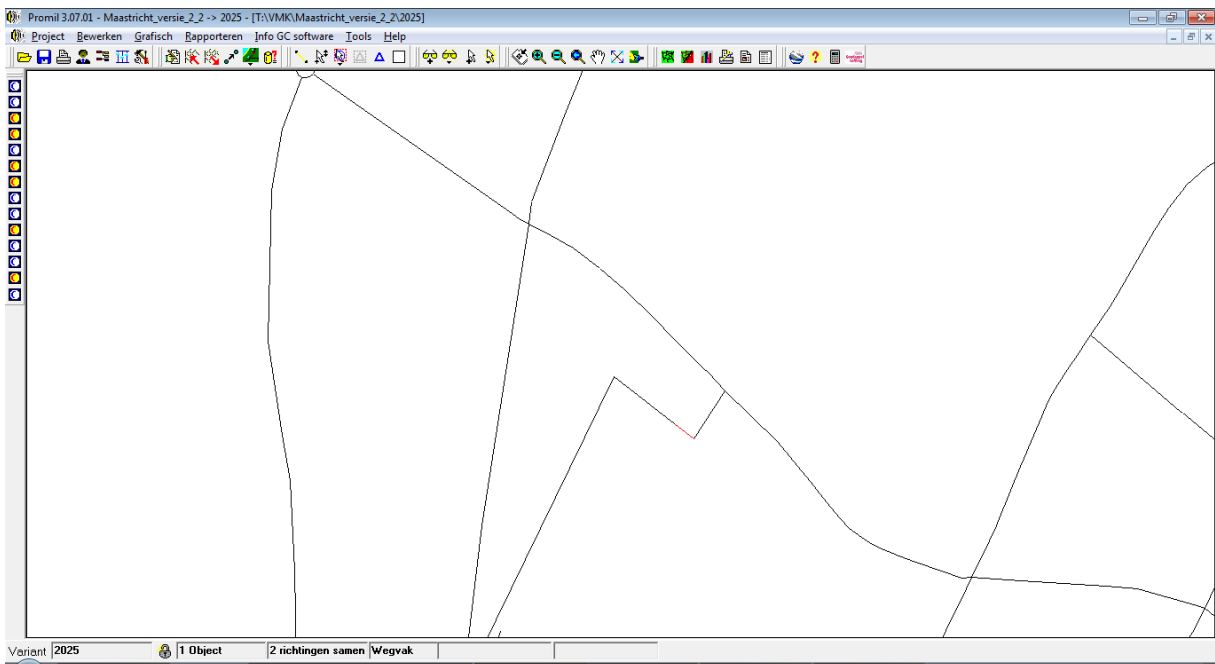 Promil 3.07.01 - Maastricht_versie_2_2 -> 2025 - [T:\VMK\Maastricht_versie_2_2\2025]
Project Bewerken Grafisch Rapporteren Info GC software Tools Help
Variant 2025 1 Object 2 richtingen samen Wegvak